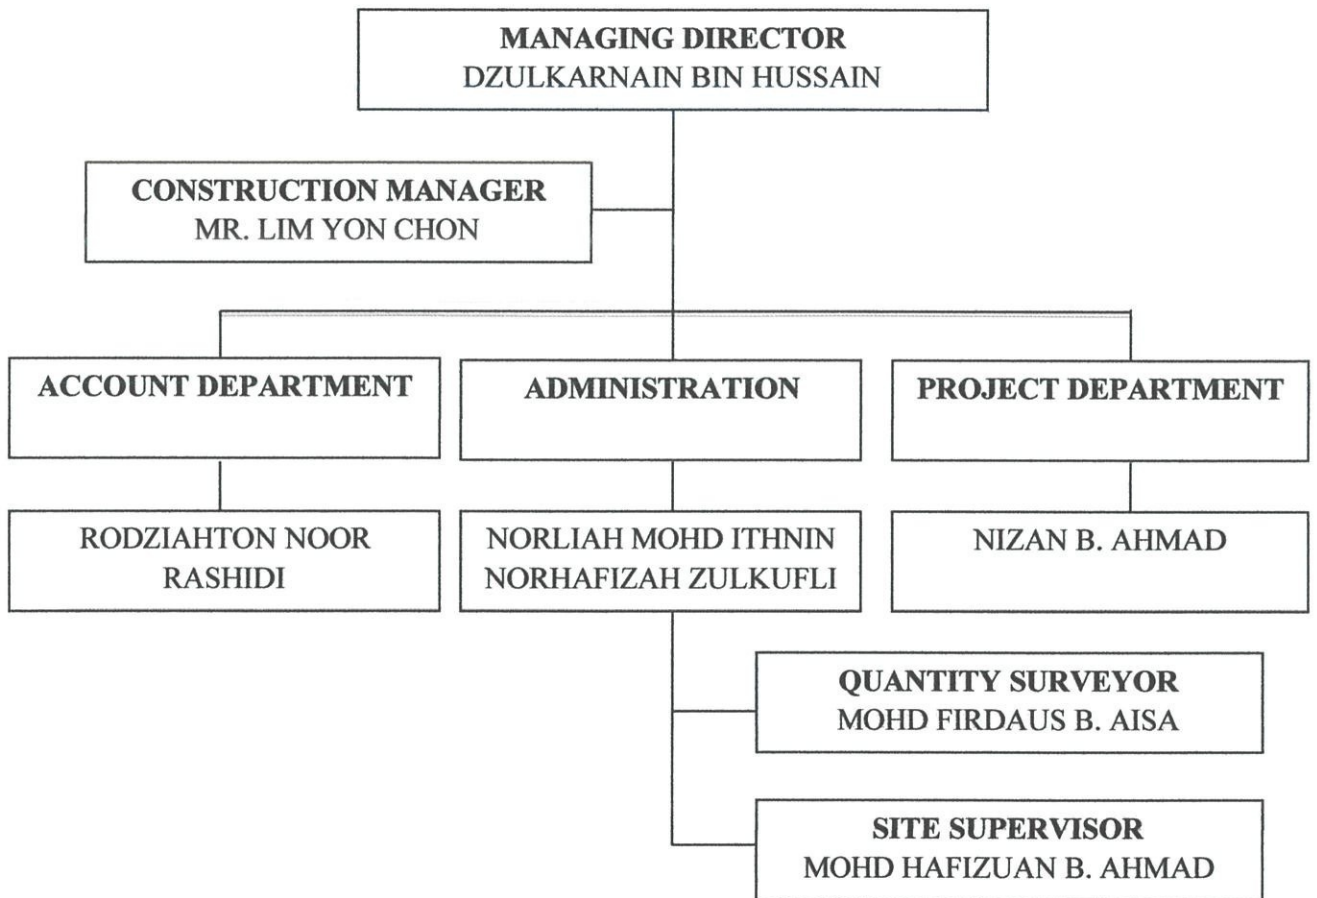 MANAGING DIRECTOR
DZULKARNAIN BIN HUSSAIN
CONSTRUCTION MANAGER
MR. LIM YON CHON
ACCOUNT DEPARTMENT
ADMINISTRATION
PROJECT DEPARTMENT
RODZIAHTON NOOR
RASHIDI
NORLIAH MOHD ITHNIN
NORHAFIZAH ZULKUFLI
NIZAN B. AHMAD
QUANTITY SURVEYOR
MOHD FIRDAUS B. AISA
SITE SUPERVISOR
MOHD HAFIZUAN B. AHMAD